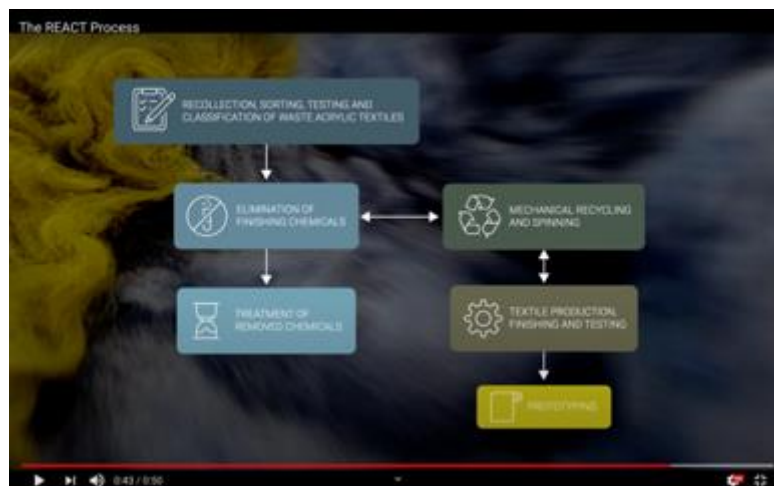 The REACT Process
RECOLLECTION, SORTING, TESTING AND
CLASSIFICATION OF WASTE ACRYLIC TEXTILES
ELIMINATION OF
FINISHING CHEMICALS
MECHANICAL RECYCLING
AND SPINNING
TREATMENT OF
REMOVED CHEMICALS
TEXTILE PRODUCTION,
FINISHING AND TESTING
PROTOTYPING
0:43 / 0:50